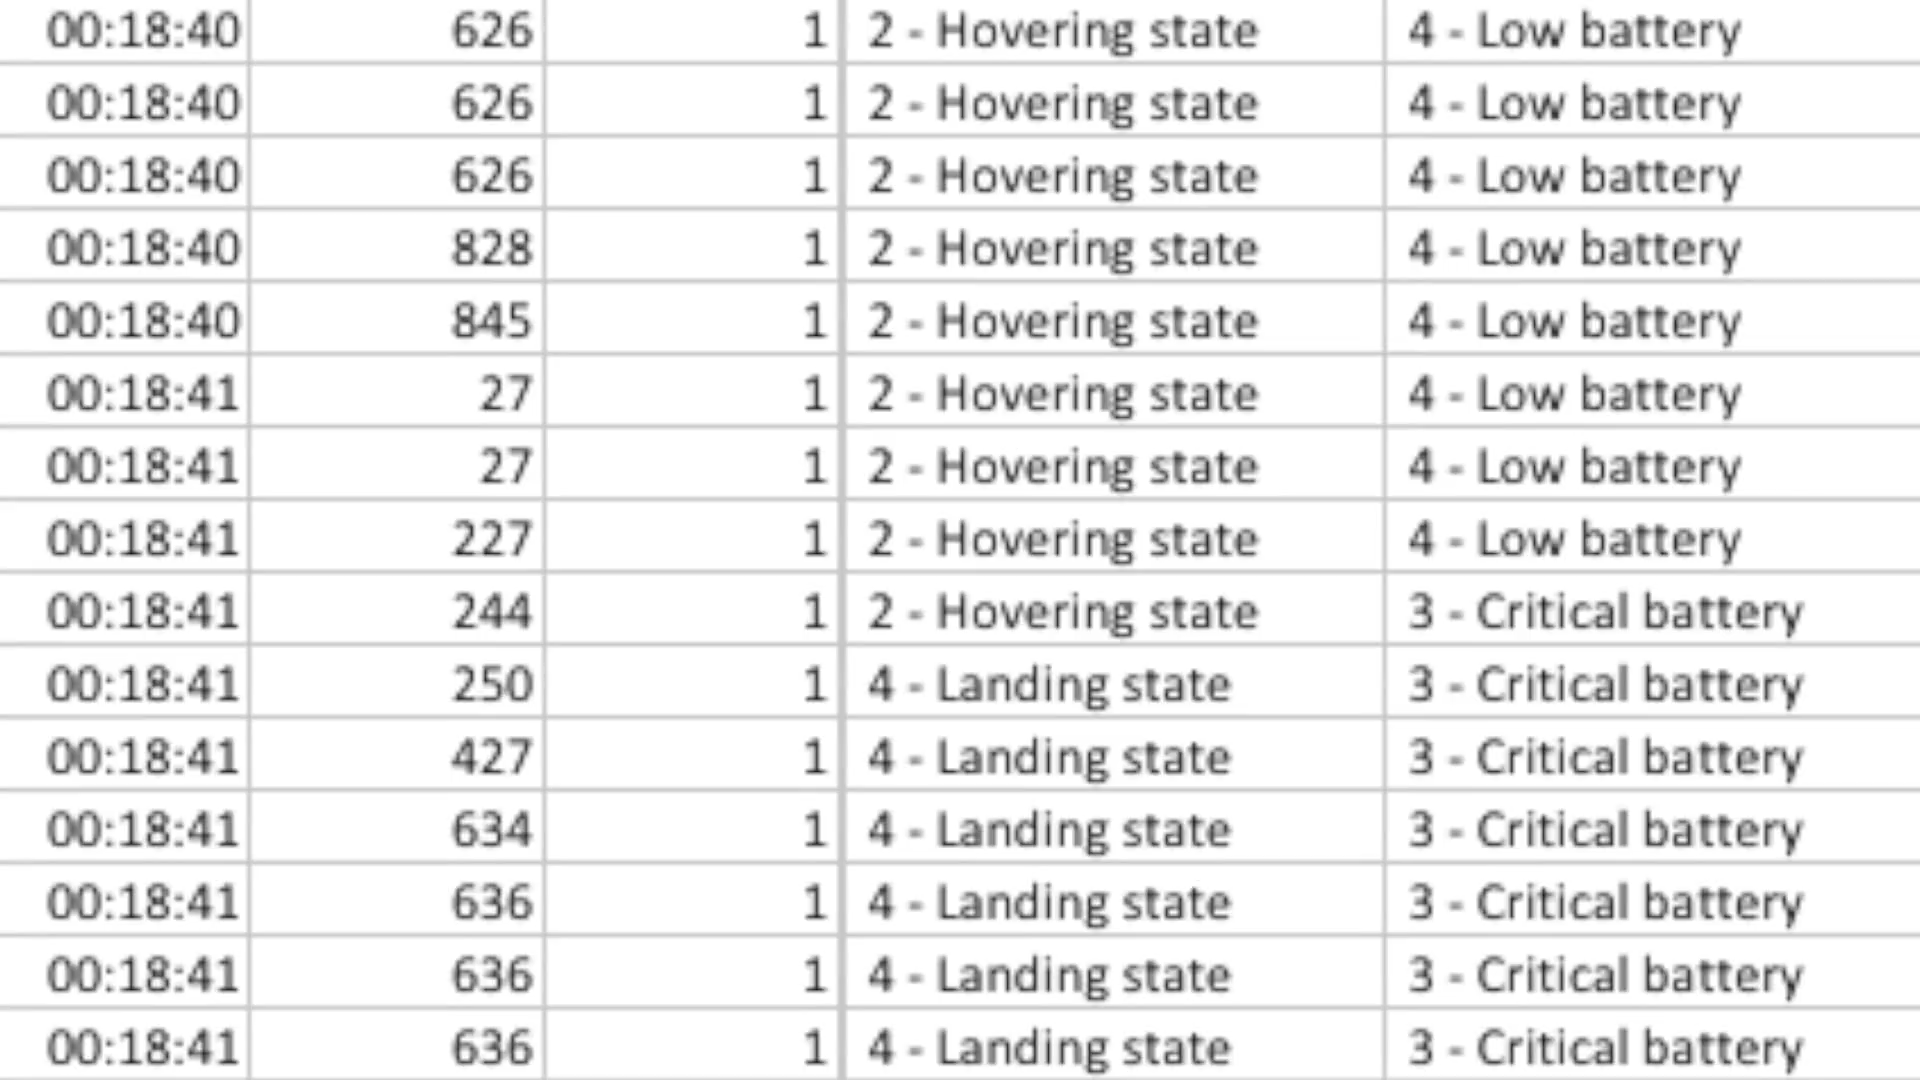 00:18:40 626 1 2 - Hovering state 4 - Low battery
00:18:40 626 1 2 - Hovering state 4 - Low battery
00:18:40 626 1 2 - Hovering state 4 - Low battery
00:18:40 828 1 2 - Hovering state 4 - Low battery
00:18:40 845 1 2 - Hovering state 4 - Low battery
00:18:41 27 1 2 - Hovering state 4 - Low battery
00:18:41 27 1 2 - Hovering state 4 - Low battery
00:18:41 227 1 2 - Hovering state 4 - Low battery
00:18:41 244 1 2 - Hovering state 3 - Critical battery
00:18:41 250 1 4 - Landing state 3 - Critical battery
00:18:41 427 1 4 - Landing state 3 - Critical battery
00:18:41 634 1 4 - Landing state 3 - Critical battery
00:18:41 636 1 4 - Landing state 3 - Critical battery
00:18:41 636 1 4 - Landing state 3 - Critical battery
00:18:41 636 1 4 - Landing state 3 - Critical battery